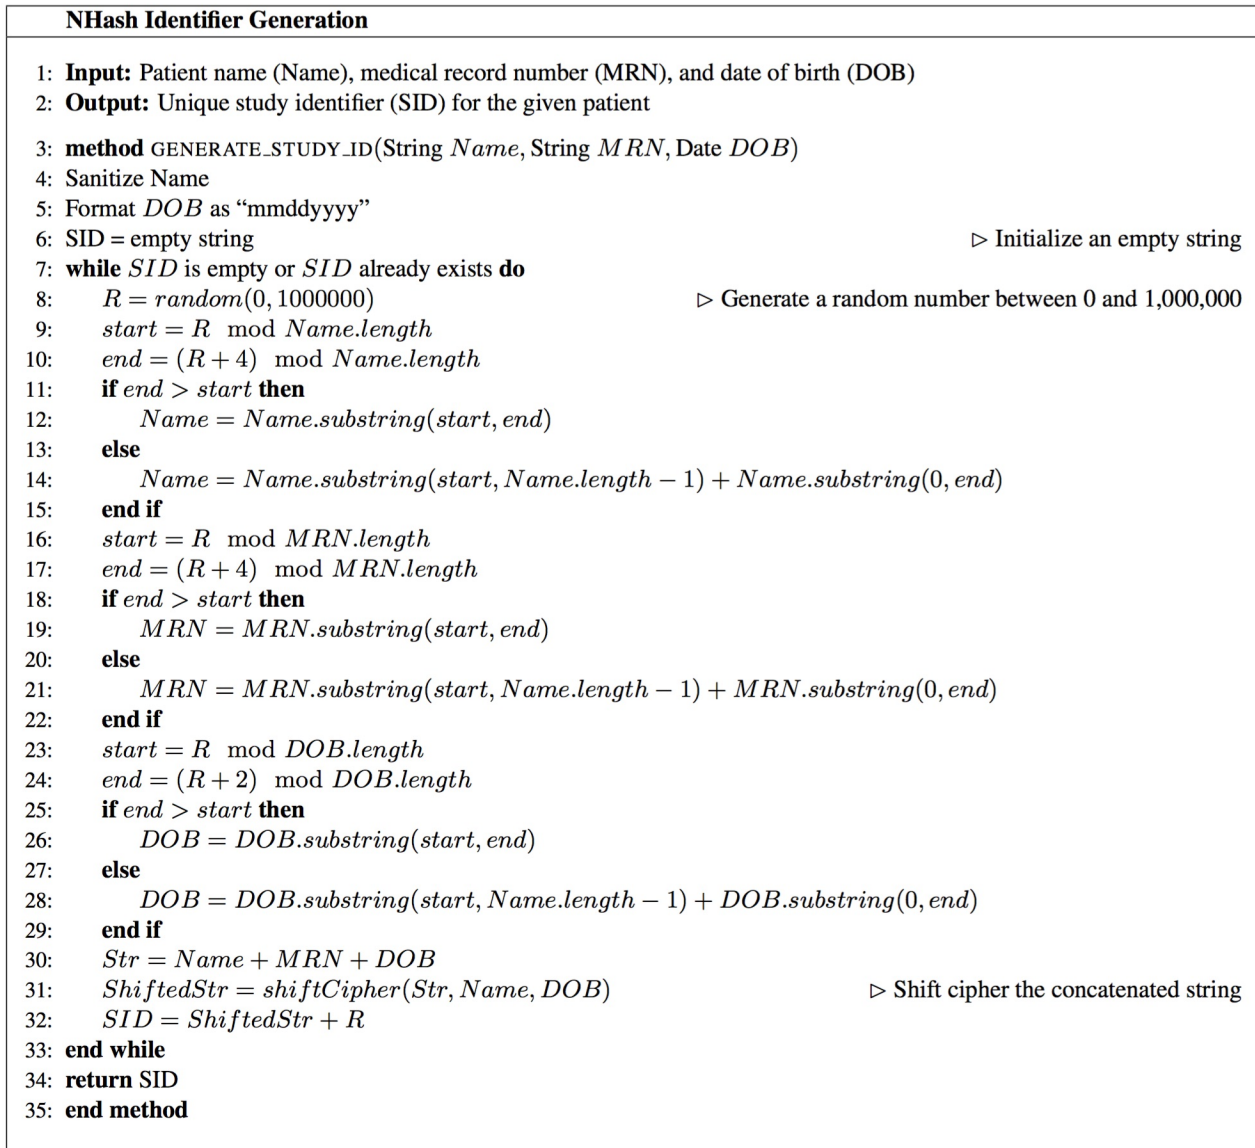 NHash Identifier Generation
1: Input: Patient name (Name), medical record number (MRN), and date of birth (DOB)
2: Output: Unique study identifier (SID) for the given patient
3: method GENERATE_STUDY_ID(String Name, String MRN, Date DOB)
4: Sanitize Name
5: Format DOB as “mmddyyyy”
6: SID = empty string ▷ Initialize an empty string
7: while SID is empty or SID already exists do
8: R = random(0, 1000000) ▷ Generate a random number between 0 and 1,000,000
9: start = R mod Name.length
10: end = (R + 4) mod Name.length
11: if end > start then
12: Name = Name.substring(start, end)
13: else
14: Name = Name.substring(start, Name.length − 1) + Name.substring(0, end)
15: end if
16: start = R mod MRN.length
17: end = (R + 4) mod MRN.length
18: if end > start then
19: MRN = MRN.substring(start, end)
20: else
21: MRN = MRN.substring(start, Name.length − 1) + MRN.substring(0, end)
22: end if
23: start = R mod DOB.length
24: end = (R + 2) mod DOB.length
25: if end > start then
26: DOB = DOB.substring(start, end)
27: else
28: DOB = DOB.substring(start, Name.length − 1) + DOB.substring(0, end)
29: end if
30: Str = Name + MRN + DOB
31: ShiftedStr = shiftCipher(Str, Name, DOB) ▷ Shift cipher the concatenated string
32: SID = ShiftedStr + R
33: end while
34: return SID
35: end method